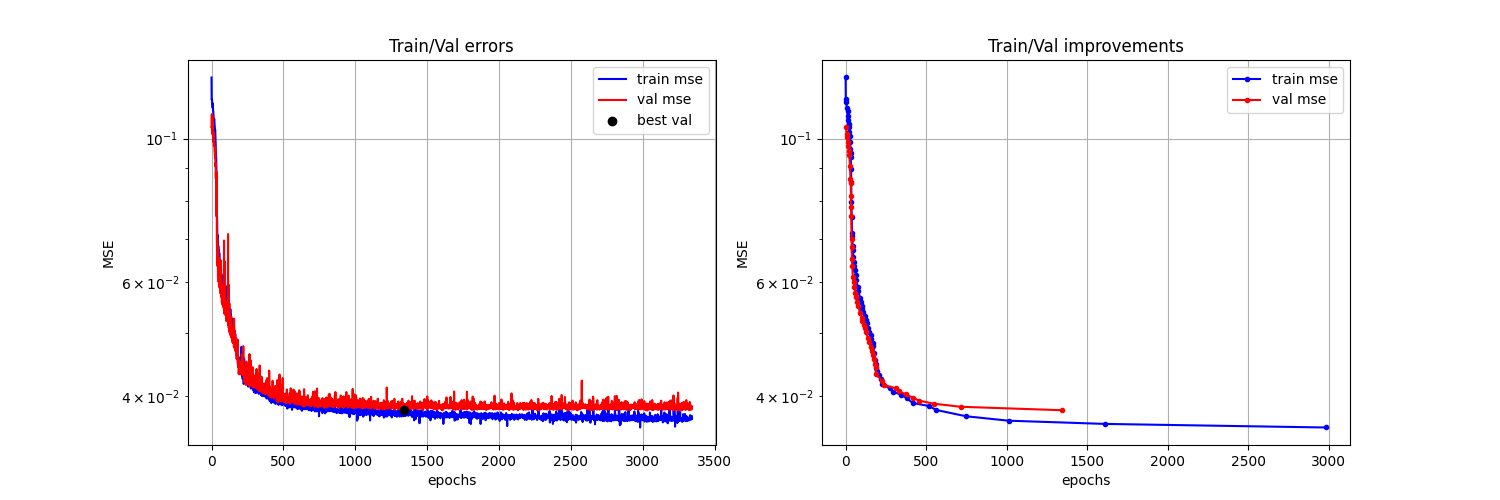 Train/Val errors
train mse
val mse
best val
10⁻¹
6 × 10⁻²
4 × 10⁻²
MSE
0 500 1000 1500 2000 2500 3000 3500
epochs
Train/Val improvements
train mse
val mse
10⁻¹
6 × 10⁻²
4 × 10⁻²
MSE
0 500 1000 1500 2000 2500 3000
epochs